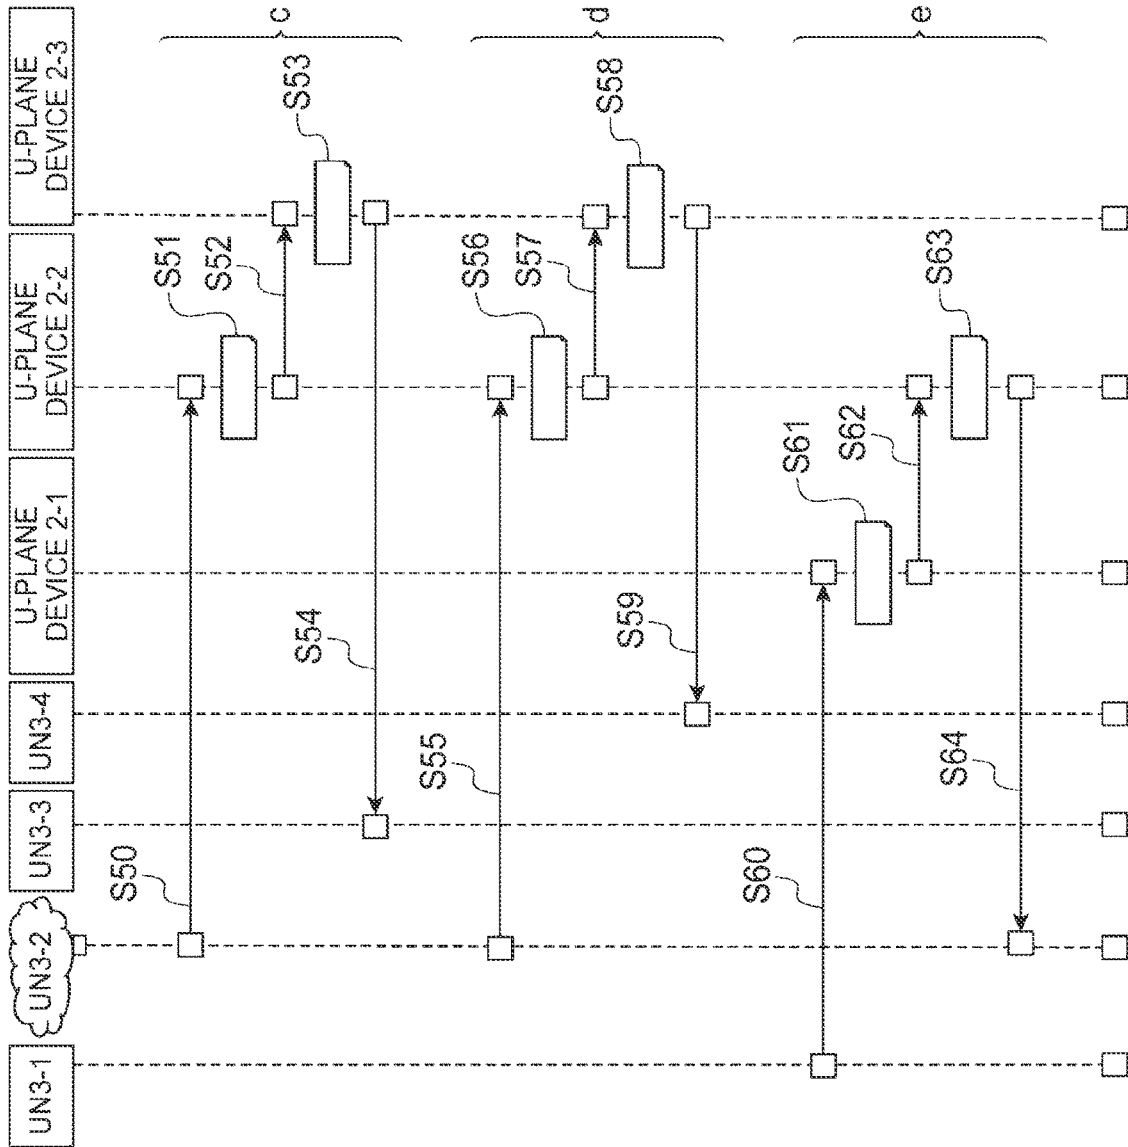 UN3-1
UN3-2
UN3-3
UN3-4
U-PLANE
DEVICE 2-1
U-PLANE
DEVICE 2-2
U-PLANE
DEVICE 2-3
S50
S51
S52
S53
S54
c
S55
S56
S57
S58
S59
d
S60
S61
S62
S63
S64
e